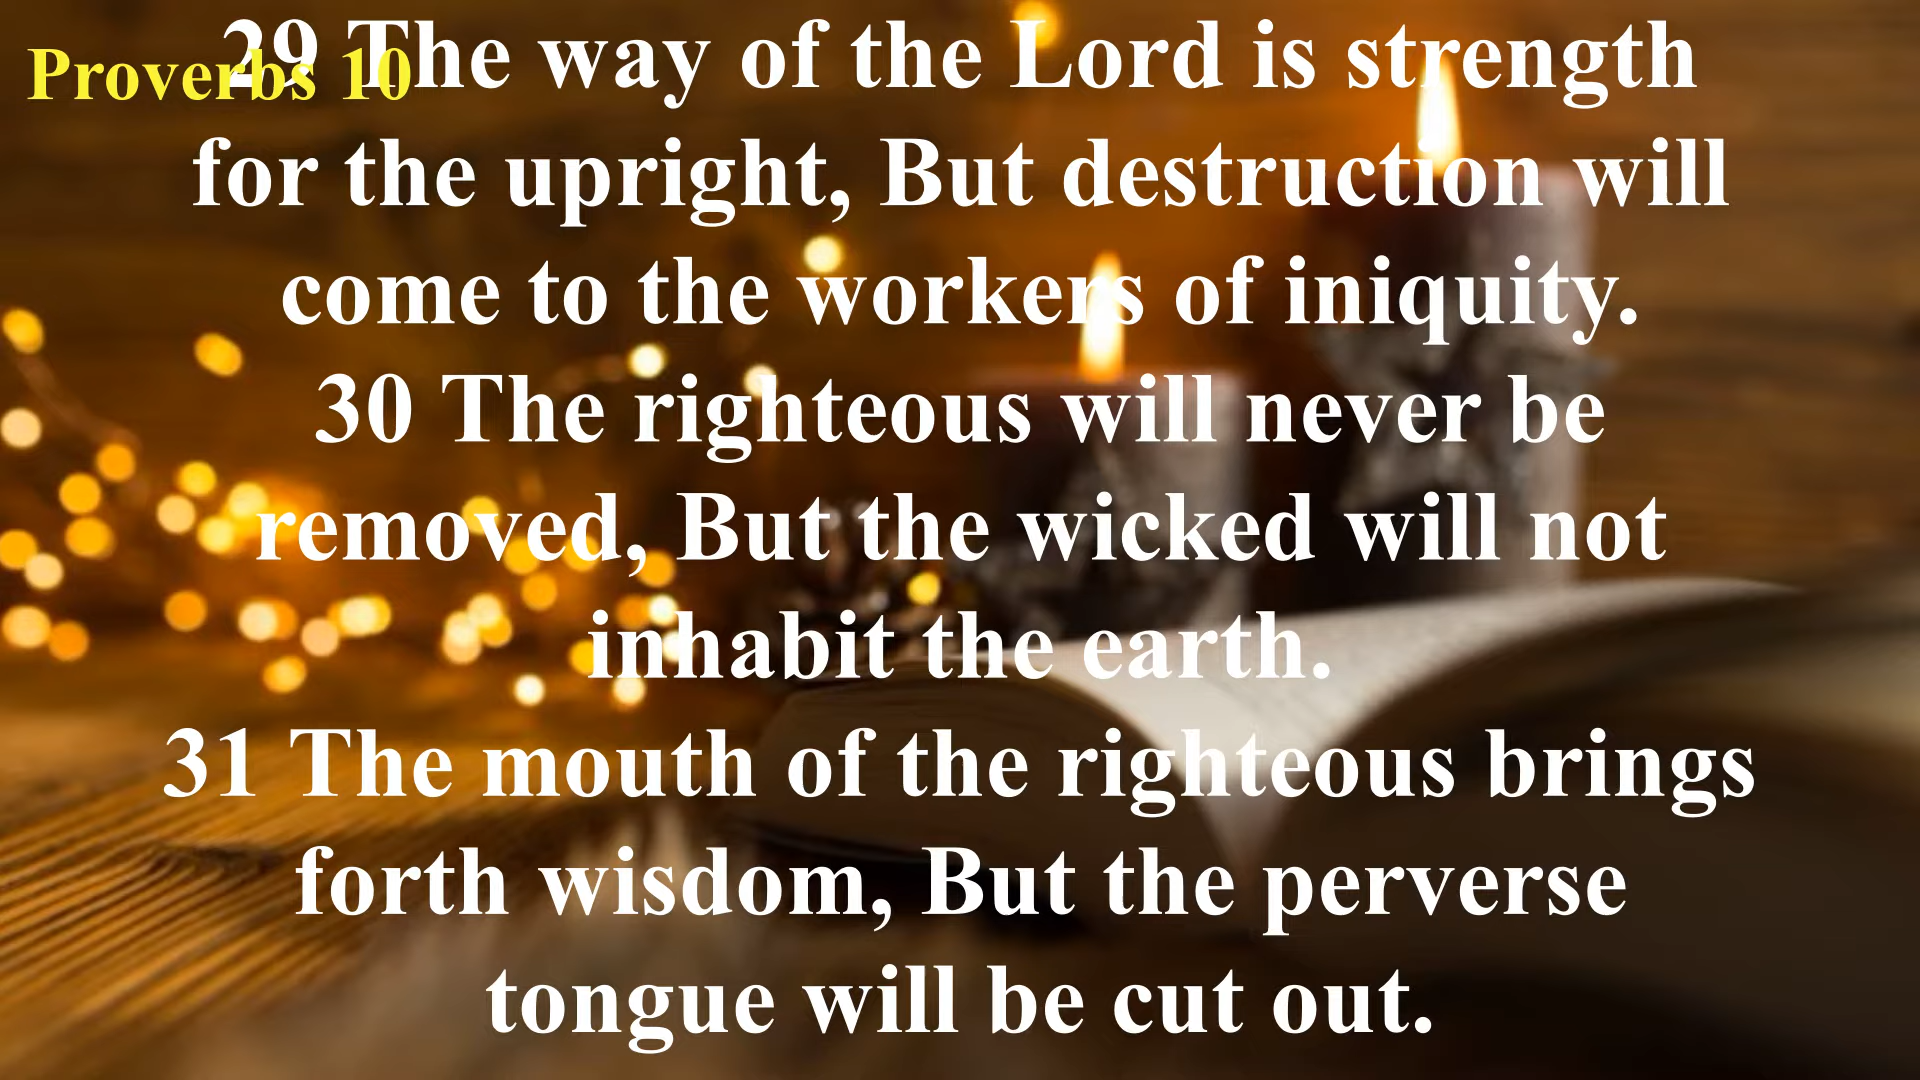 Proverbs 10
29 The way of the Lord is strength
for the upright, But destruction will
come to the workers of iniquity.
30 The righteous will never be
removed, But the wicked will not
inhabit the earth.
31 The mouth of the righteous brings
forth wisdom, But the perverse
tongue will be cut out.